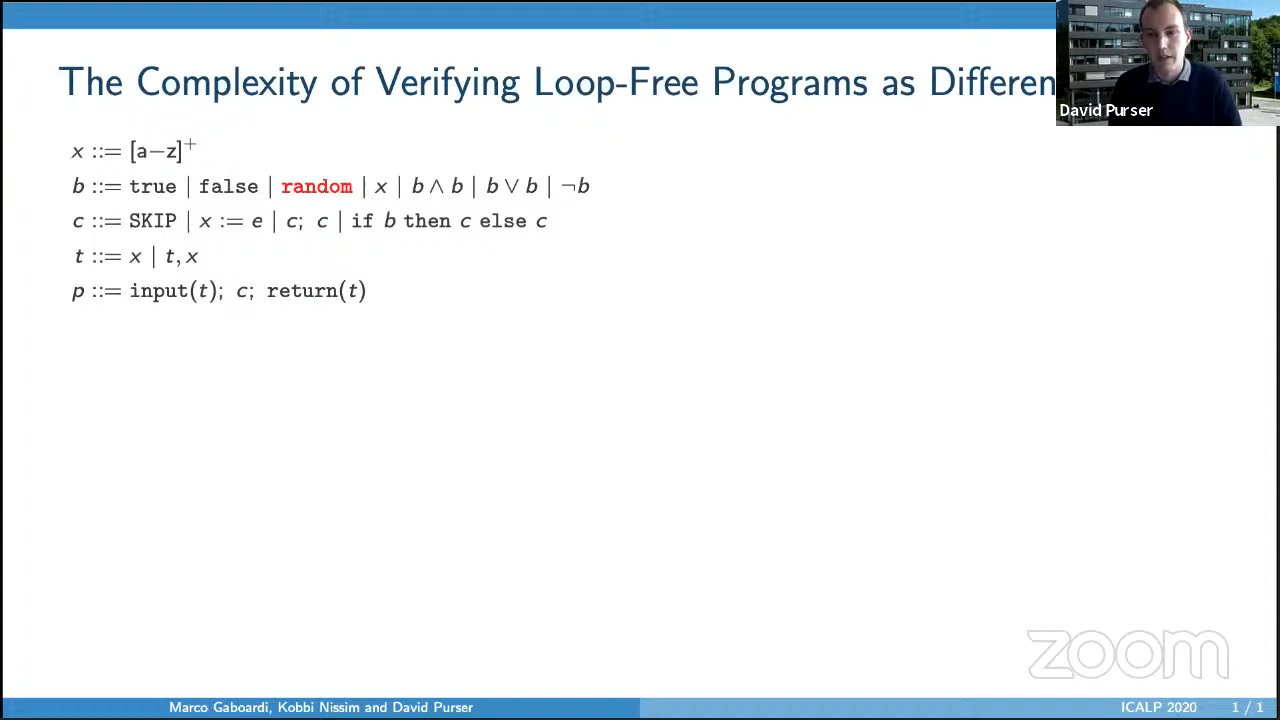 The Complexity of Verifying Loop-Free Programs as Differen
David Purser
x ::= [a−z]⁺
b ::= true | false | random | x | b ∧ b | b ∨ b | ¬b
c ::= SKIP | x := e | c; c | if b then c else c
t ::= x | t, x
p ::= input(t); c; return(t)
zoom
Marco Gaboardi, Kobbi Nissim and David Purser
ICALP 2020 1 / 1